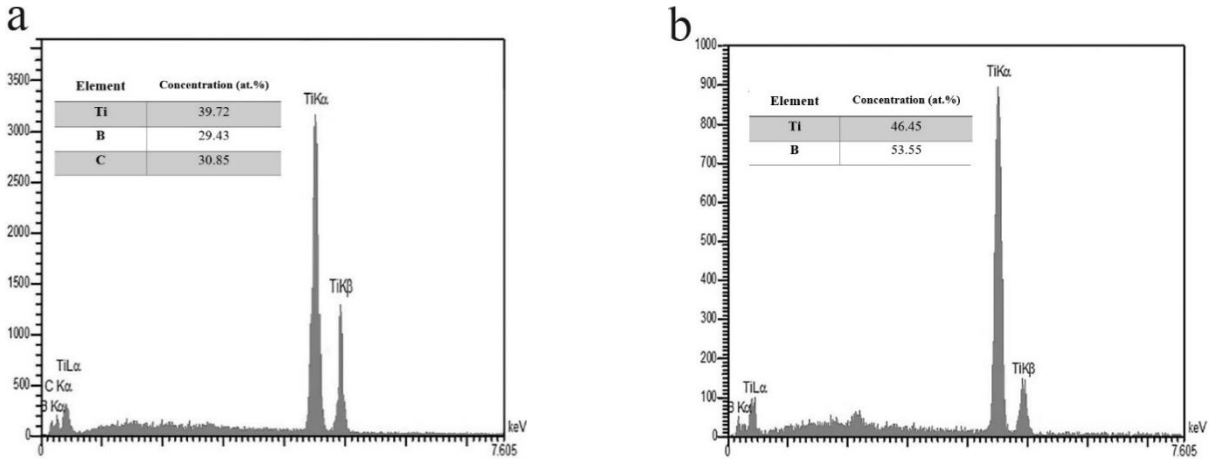 a
3500
3000
2500
2000
1500
1000
500
0
Element Concentration (at.%)
Ti 39.72
B 29.43
C 30.85
TiKα
TiKβ
TiLα
C Kα
B Kα
keV
0 7.605
b
1000
900
800
700
600
500
400
300
200
100
0
Element Concentration (at.%)
Ti 46.45
B 53.55
TiKα
TiKβ
TiLα
B Kα
keV
0 7.605